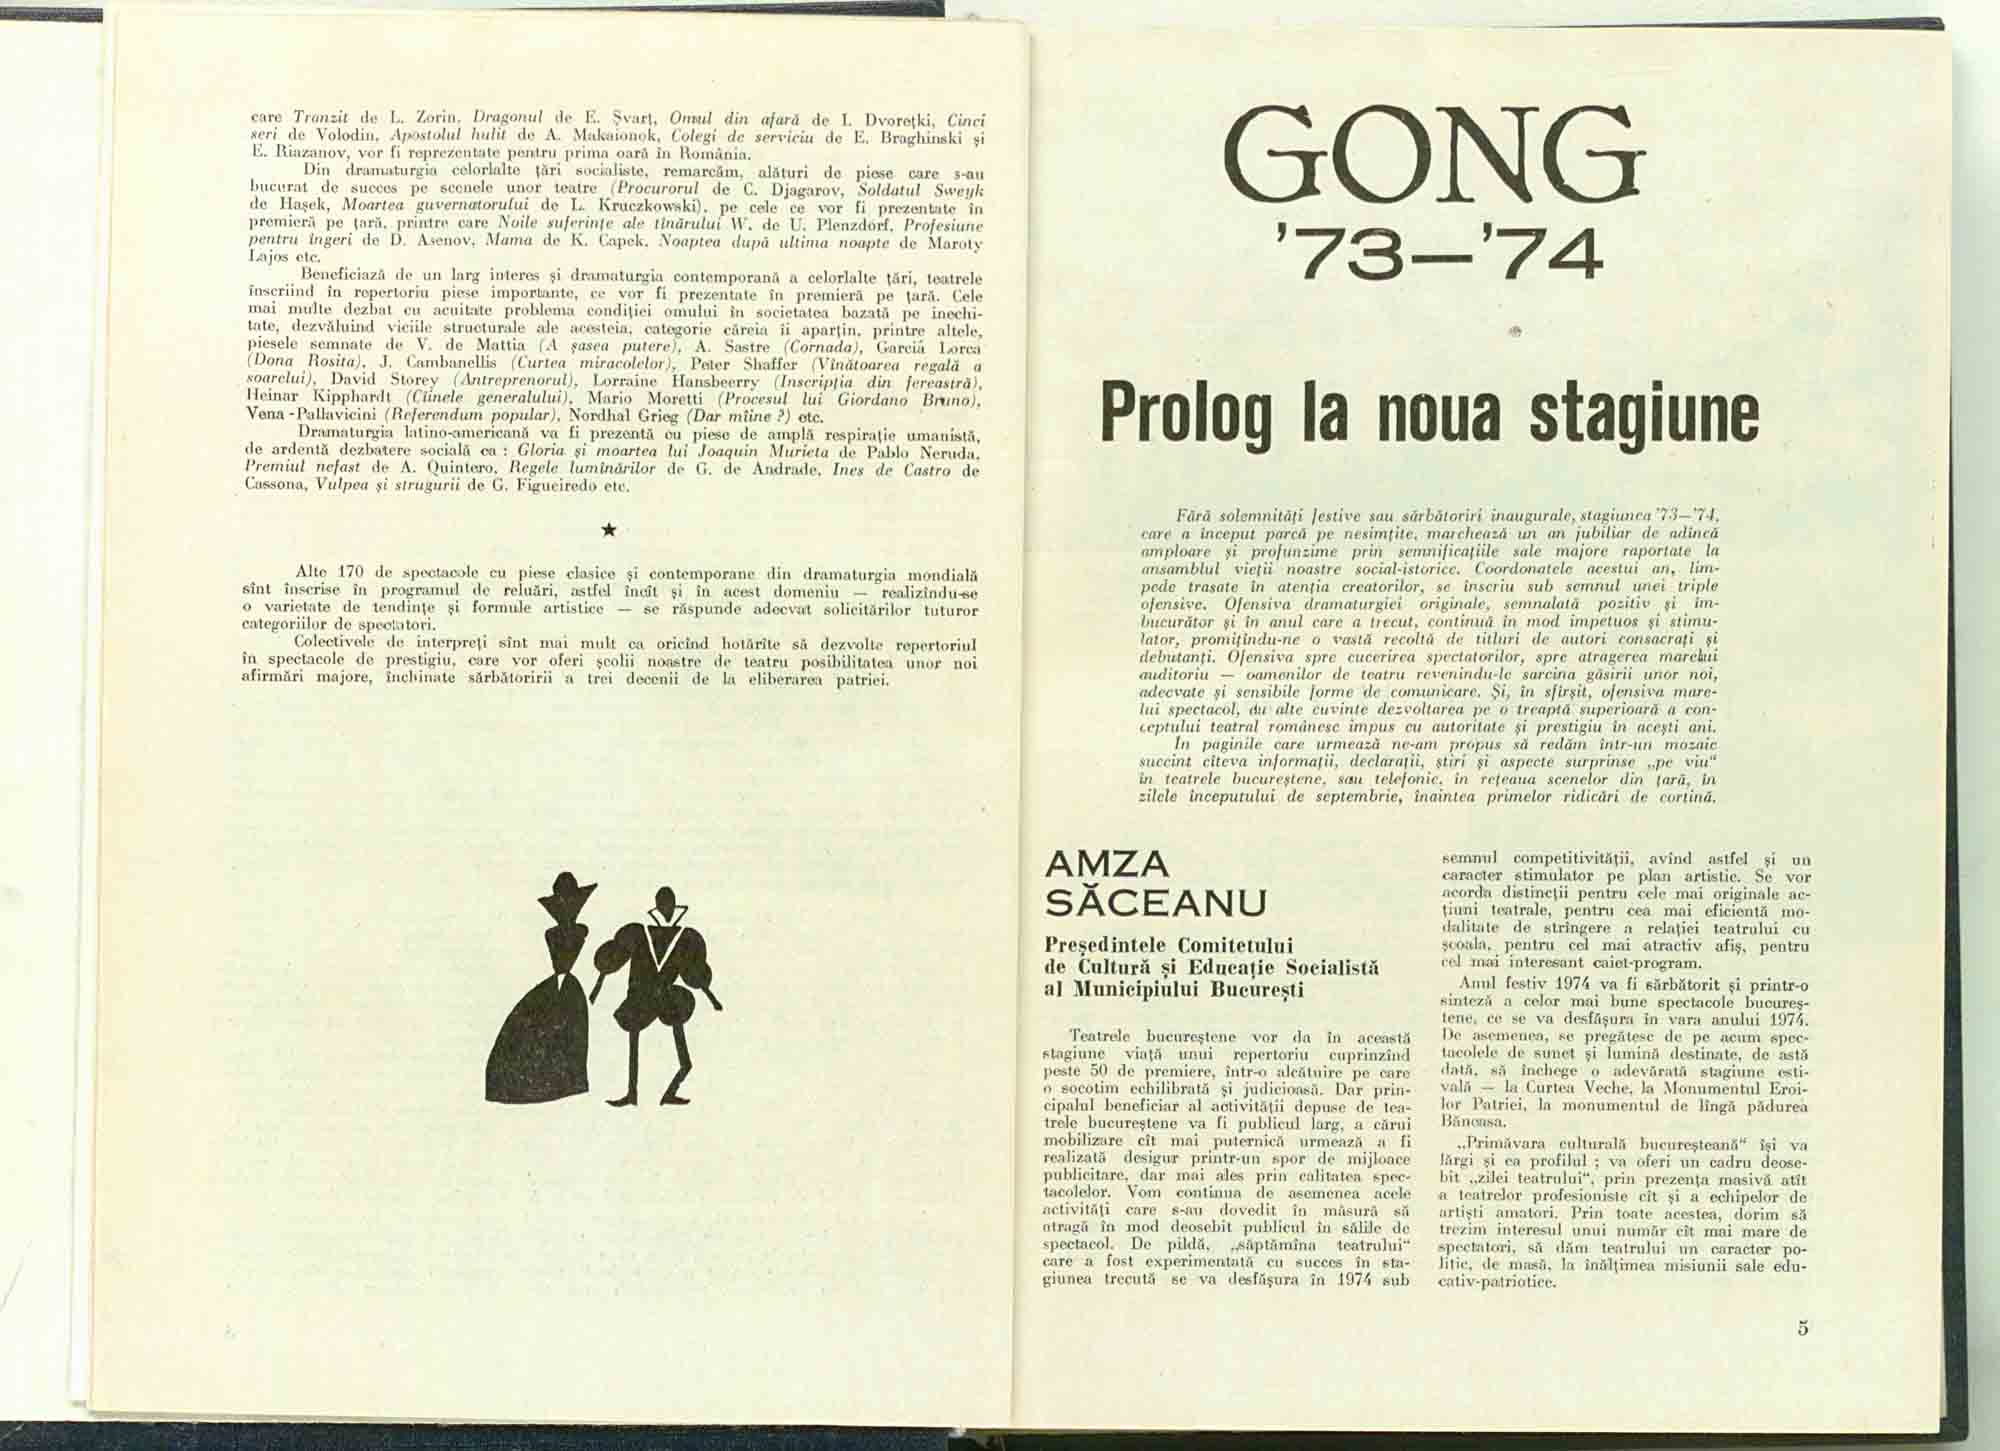 care Tranzit de L. Zorin, Dragonul de E. Şvarţ, Omul din afară de I. Dvoreţki, Cinci
seri de Volodin, Apostolul hulit de A. Makaionok, Colegi de serviciu de E. Braghinski şi
E. Riazanov, vor fi reprezentate pentru prima oară în România.
Din dramaturgia celorlalte ţări socialiste, remarcăm, alături de piese care s-au
bucurat de succes pe scenele unor teatre (Procurorul de C. Djagarov, Soldatul Sweyk
de Haşek, Moartea guvernatorului de L. Kruczkowski), pe cele ce vor fi prezentate în
premieră pe ţară, printre care Noile suferinţe ale tînărului W. de U. Plenzdorf, Profesiune
pentru îngeri de D. Asenov, Mama de K. Capek, Noaptea după ultima noapte de Maroty
Lajos etc.
Beneficiază de un larg interes şi dramaturgia contemporană a celorlalte ţări, teatrele
înscriind în repertoriu piese importante, ce vor fi prezentate în premieră pe ţară. Cele
mai multe dezbat cu acuitate problema condiţiei omului în societatea bazată pe inechi-
tate, dezvăluind viciile structurale ale acesteia, categorie căreia îi aparţin, printre altele,
piesele semnate de V. de Mattia (A şasea putere), A. Sastre (Cornada), Garciá Lorca
(Dona Rosita), J. Cambanellis (Curtea miracolelor), Peter Shaffer (Vînătoarea regală a
soarelui), David Storey (Antreprenorul), Lorraine Hansbeerry (Inscripţia din fereastră),
Heinar Kipphardt (Cîinele generalului), Mario Moretti (Procesul lui Giordano Bruno),
Vena-Pallavicini (Referendum popular), Nordhal Grieg (Dar mîine ?) etc.
Dramaturgia latino-americană va fi prezentă cu piese de amplă respiraţie umanistă,
de ardentă dezbatere socială ca : Gloria şi moartea lui Joaquin Murieta de Pablo Neruda,
Premiul nefast de A. Quintero, Regele lumînărilor de G. de Andrade, Ines de Castro de
Cassona, Vulpea şi strugurii de G. Figueiredo etc.
★
Alte 170 de spectacole cu piese clasice şi contemporane din dramaturgia mondială
sînt înscrise în programul de reluări, astfel încît şi în acest domeniu — realizîndu-se
o varietate de tendinţe şi formule artistice — se răspunde adecvat solicitărilor tuturor
categoriilor de spectatori.
Colectivele de interpreţi sînt mai mult ca oricînd hotărîte să dezvolte repertoriul
în spectacole de prestigiu, care vor oferi şcolii noastre de teatru posibilitatea unor noi
afirmări majore, închinate sărbătoririi a trei decenii de la eliberarea patriei.
GONG
'73—'74
Prolog la noua stagiune
Fără solemnităţi festive sau sărbătoriri inaugurale, stagiunea '73—'74,
care a început parcă pe nesimţite, marchează un an jubiliar de adîncă
amploare şi profunzime prin semnificaţiile sale majore raportate la
ansamblul vieţii noastre social-istorice. Coordonatele acestui an, lim-
pede trasate în atenţia creatorilor, se înscriu sub semnul unei triple
ofensive. Ofensiva dramaturgiei originale, semnalată pozitiv şi îm-
bucurător şi în anul care a trecut, continuă în mod impetuos şi stimu-
lator, promiţîndu-ne o vastă recoltă de titluri de autori consacraţi şi
debutanţi. Ofensiva spre cucerirea spectatorilor, spre atragerea marelui
auditoriu — oamenilor de teatru revenindu-le sarcina găsirii unor noi,
adecvate şi sensibile forme de comunicare. Şi, în sfîrşit, ofensiva mare-
lui spectacol, cu alte cuvinte dezvoltarea pe o treaptă superioară a con-
ceptului teatral românesc impus cu autoritate şi prestigiu în aceşti ani.
În paginile care urmează ne-am propus să redăm într-un mozaic
succint cîteva informaţii, declaraţii, ştiri şi aspecte surprinse „pe viu“
în teatrele bucureştene, sau telefonic, în reţeaua scenelor din ţară, în
zilele începutului de septembrie, înaintea primelor ridicări de cortină.
AMZA
SĂCEANU
Preşedintele Comitetului
de Cultură şi Educaţie Socialistă
al Municipiului Bucureşti
Teatrele bucureştene vor da în această
stagiune viaţă unui repertoriu cuprinzînd
peste 50 de premiere, într-o alcătuire pe care
o socotim echilibrată şi judicioasă. Dar prin-
cipalul beneficiar al activităţii depuse de tea-
trele bucureştene va fi publicul larg, a cărui
mobilizare cît mai puternică urmează a fi
realizată desigur printr-un spor de mijloace
publicitare, dar mai ales prin calitatea spec-
tacolelor. Vom continua de asemenea acele
activităţi care s-au dovedit în măsură să
atragă în mod deosebit publicul în sălile de
spectacol. De pildă, „săptămîna teatrului“
care a fost experimentată cu succes în sta-
giunea trecută se va desfăşura în 1974 sub
semnul competitivităţii, avînd astfel şi un
caracter stimulator pe plan artistic. Se vor
acorda distincţii pentru cele mai originale ac-
ţiuni teatrale, pentru cea mai eficientă mo-
dalitate de strîngere a relaţiei teatrului cu
şcoala, pentru cel mai atractiv afiş, pentru
cel mai interesant caiet-program.
Anul festiv 1974 va fi sărbătorit şi printr-o
sinteză a celor mai bune spectacole bucureş-
tene, ce se va desfăşura în vara anului 1974.
De asemenea, se pregătesc de pe acum spec-
tacolele de sunet şi lumină destinate, de astă
dată, să închege o adevărată stagiune esti-
vală — la Curtea Veche, la Monumentul Eroi-
lor Patriei, la monumentul de lîngă pădurea
Băneasa.
„Primăvara culturală bucureşteană“ îşi va
lărgi şi ea profilul ; va oferi un cadru deose-
bit „zilei teatrului“, prin prezenţa masivă atît
a teatrelor profesioniste cît şi a echipelor de
artişti amatori. Prin toate acestea, dorim să
trezim interesul unui număr cît mai mare de
spectatori, să dăm teatrului un caracter po-
litic, de masă, la înălţimea misiunii sale edu-
cativ-patriotice.
5